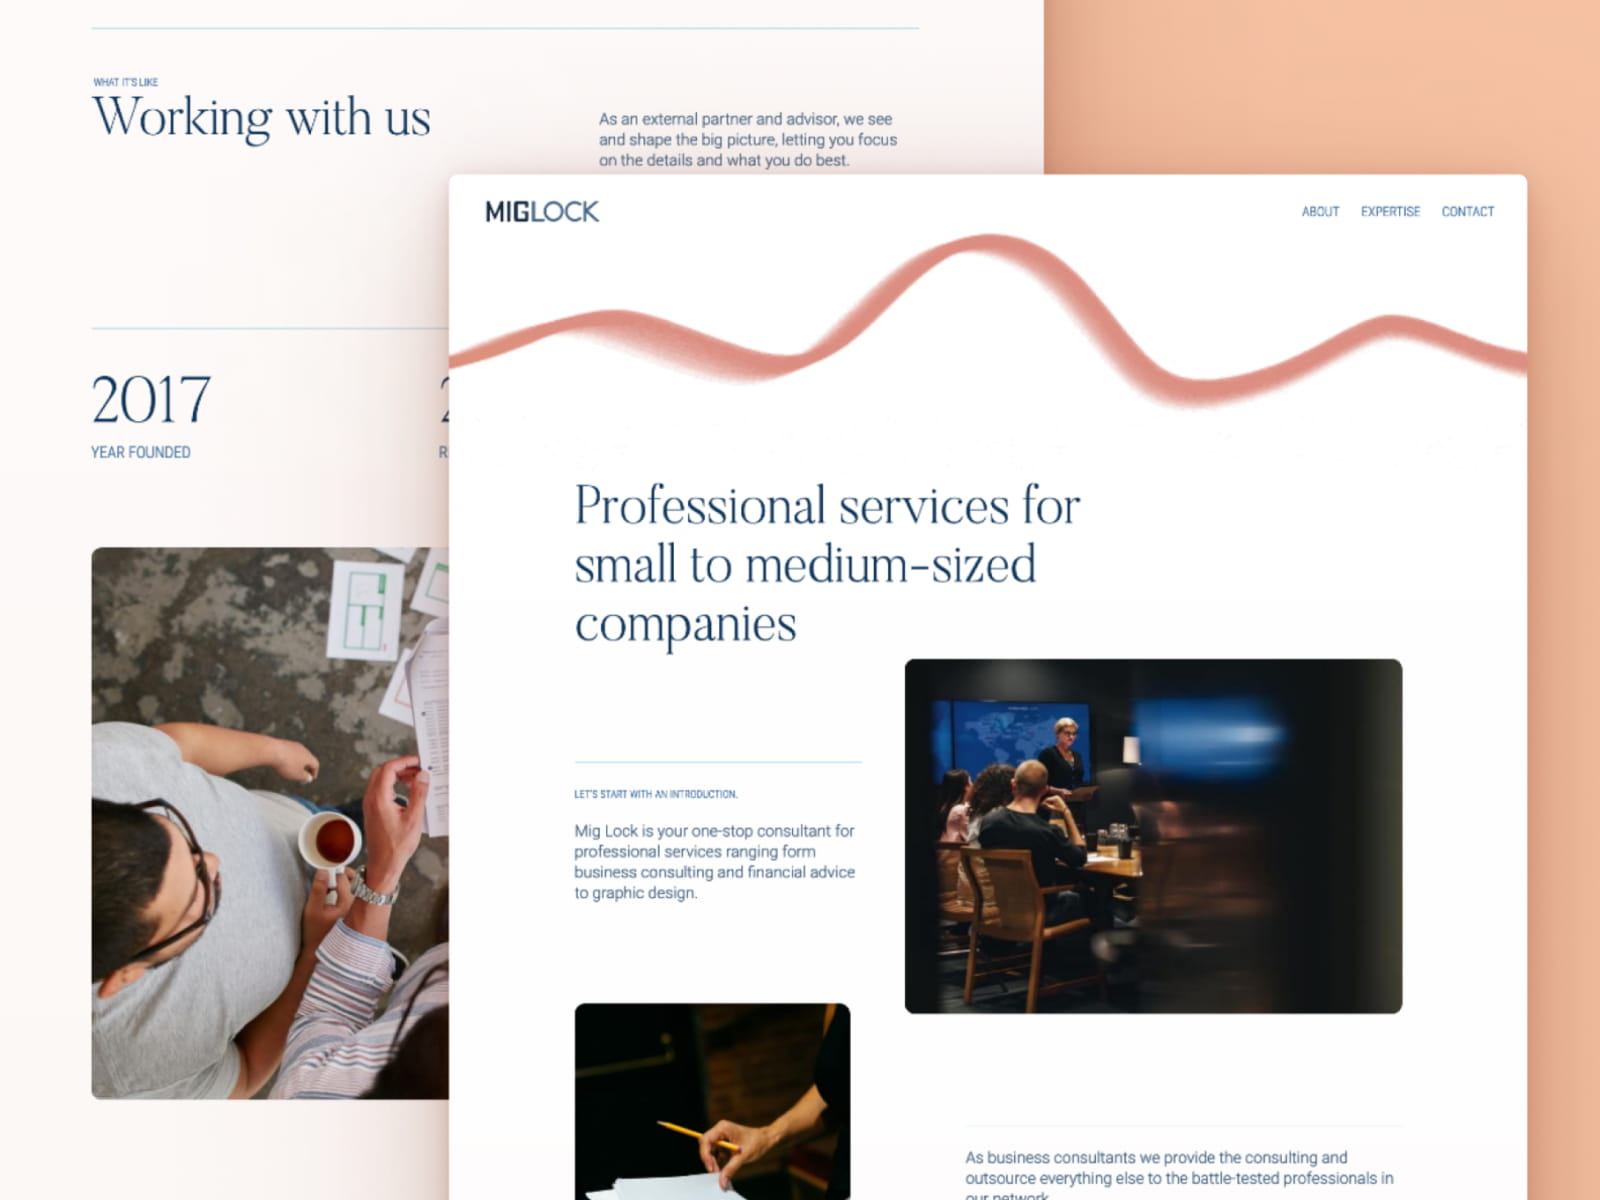 WHAT IT'S LIKE
Working with us
As an external partner and advisor, we see
and shape the big picture, letting you focus
on the details and what you do best.
2017
YEAR FOUNDED
MIGLOCK
ABOUT EXPERTISE CONTACT
Professional services for
small to medium-sized
companies
LET'S START WITH AN INTRODUCTION.
Mig Lock is your one-stop consultant for
professional services ranging form
business consulting and financial advice
to graphic design.
As business consultants we provide the consulting and
outsource everything else to the battle-tested professionals in
our network